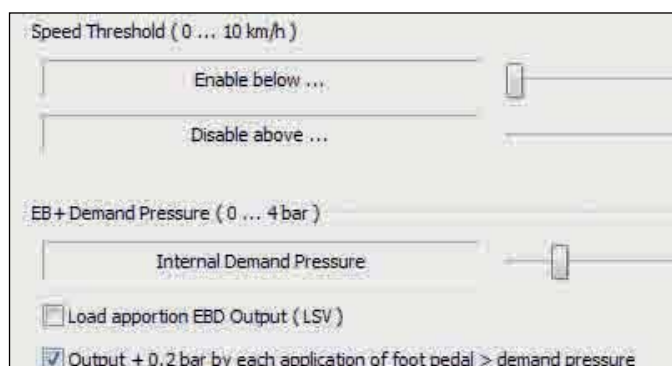 Speed Threshold ( 0 ... 10 km/h )
Enable below ...
Disable above ...
EB+ Demand Pressure ( 0 ... 4 bar )
Internal Demand Pressure
Load apportion EBD Output ( LSV )
Output + 0.2 bar by each application of foot pedal > demand pressure